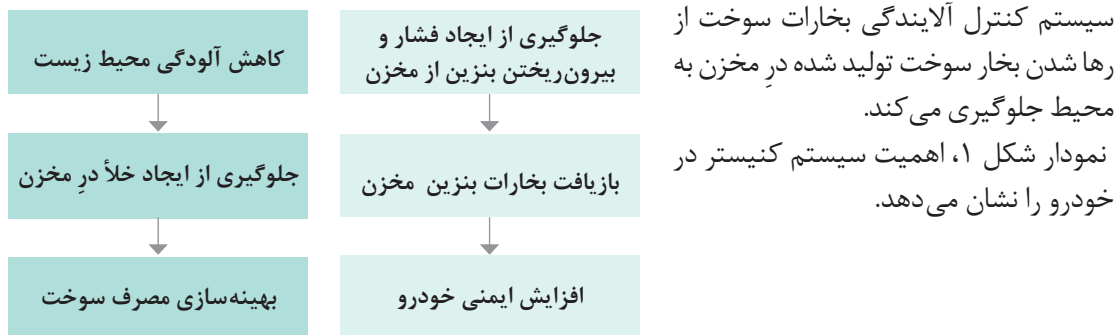 سیستم کنترل آلایندگی بخارات سوخت از
رها شدن بخار سوخت تولید شده درِ مخزن به
محیط جلوگیری می‌کند.
نمودار شکل ۱، اهمیت سیستم کنیستر در
خودرو را نشان می‌دهد.
جلوگیری از ایجاد فشار و
بیرون‌ریختن بنزین از مخزن
بازیافت بخارات بنزین مخزن
افزایش ایمنی خودرو
کاهش آلودگی محیط زیست
جلوگیری از ایجاد خلأ درِ مخزن
بهینه‌سازی مصرف سوخت